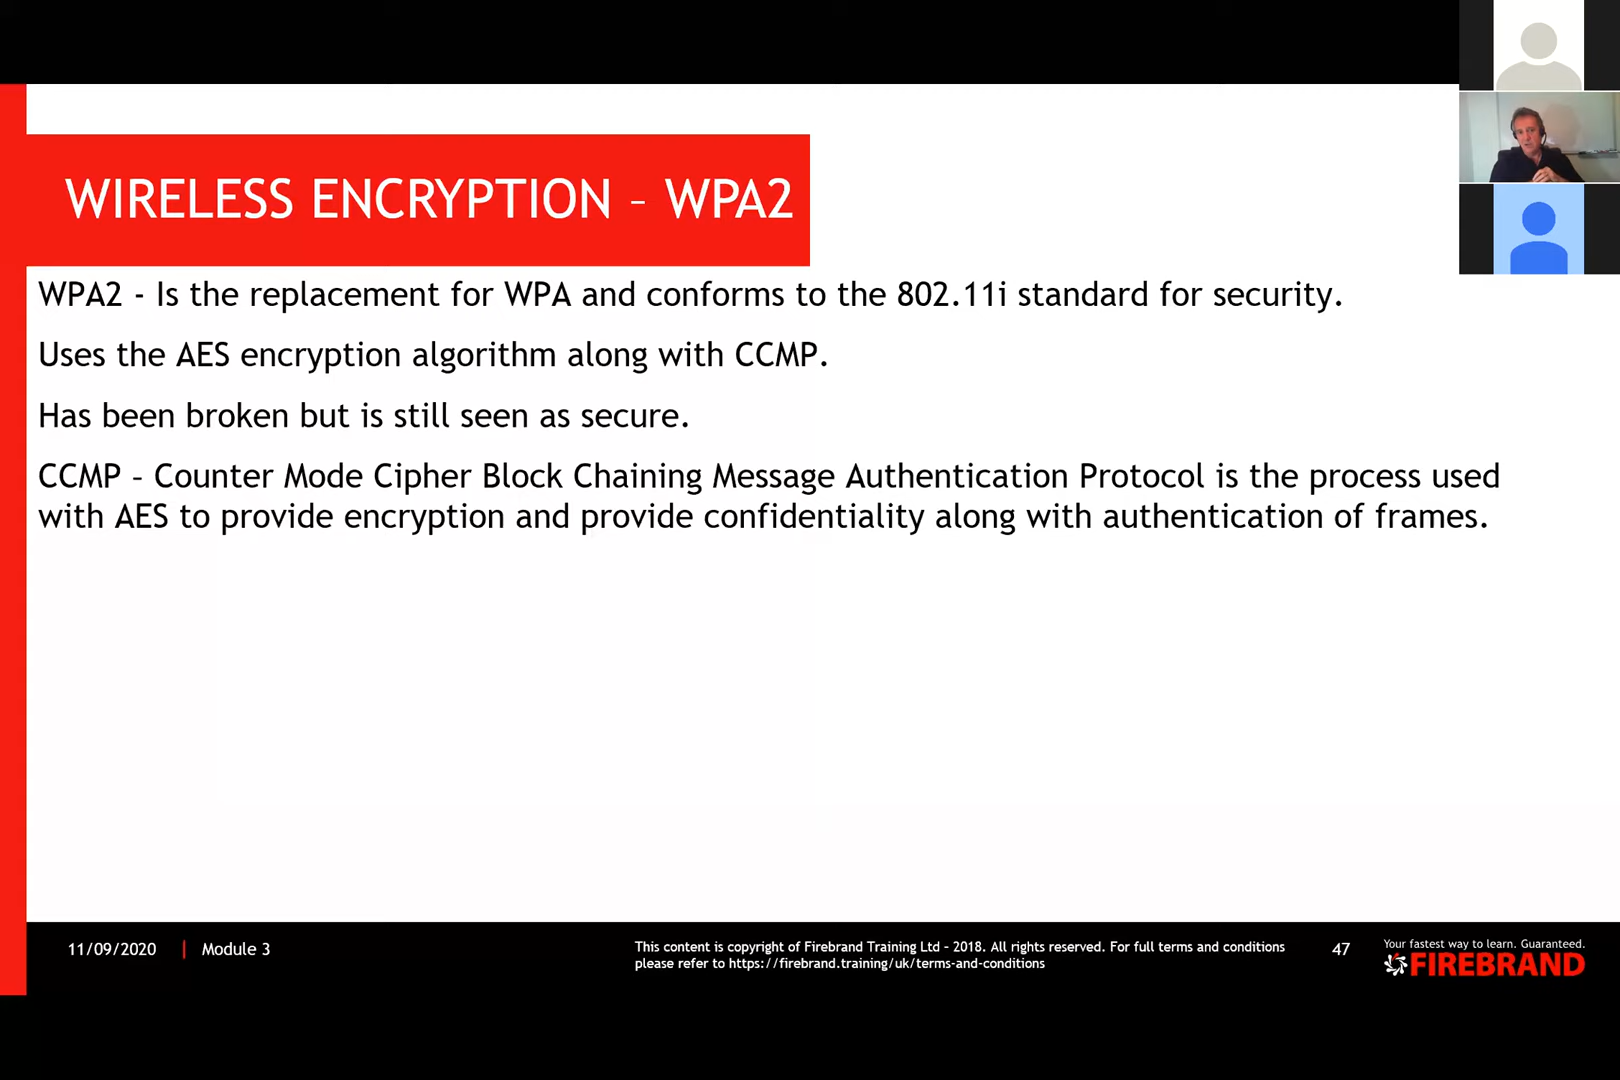 WIRELESS ENCRYPTION – WPA2
WPA2 - Is the replacement for WPA and conforms to the 802.11i standard for security.
Uses the AES encryption algorithm along with CCMP.
Has been broken but is still seen as secure.
CCMP – Counter Mode Cipher Block Chaining Message Authentication Protocol is the process used
with AES to provide encryption and provide confidentiality along with authentication of frames.
11/09/2020 | Module 3
This content is copyright of Firebrand Training Ltd – 2018. All rights reserved. For full terms and conditions
please refer to https://firebrand.training/uk/terms-and-conditions
47
Your fastest way to learn. Guaranteed.
FIREBRAND